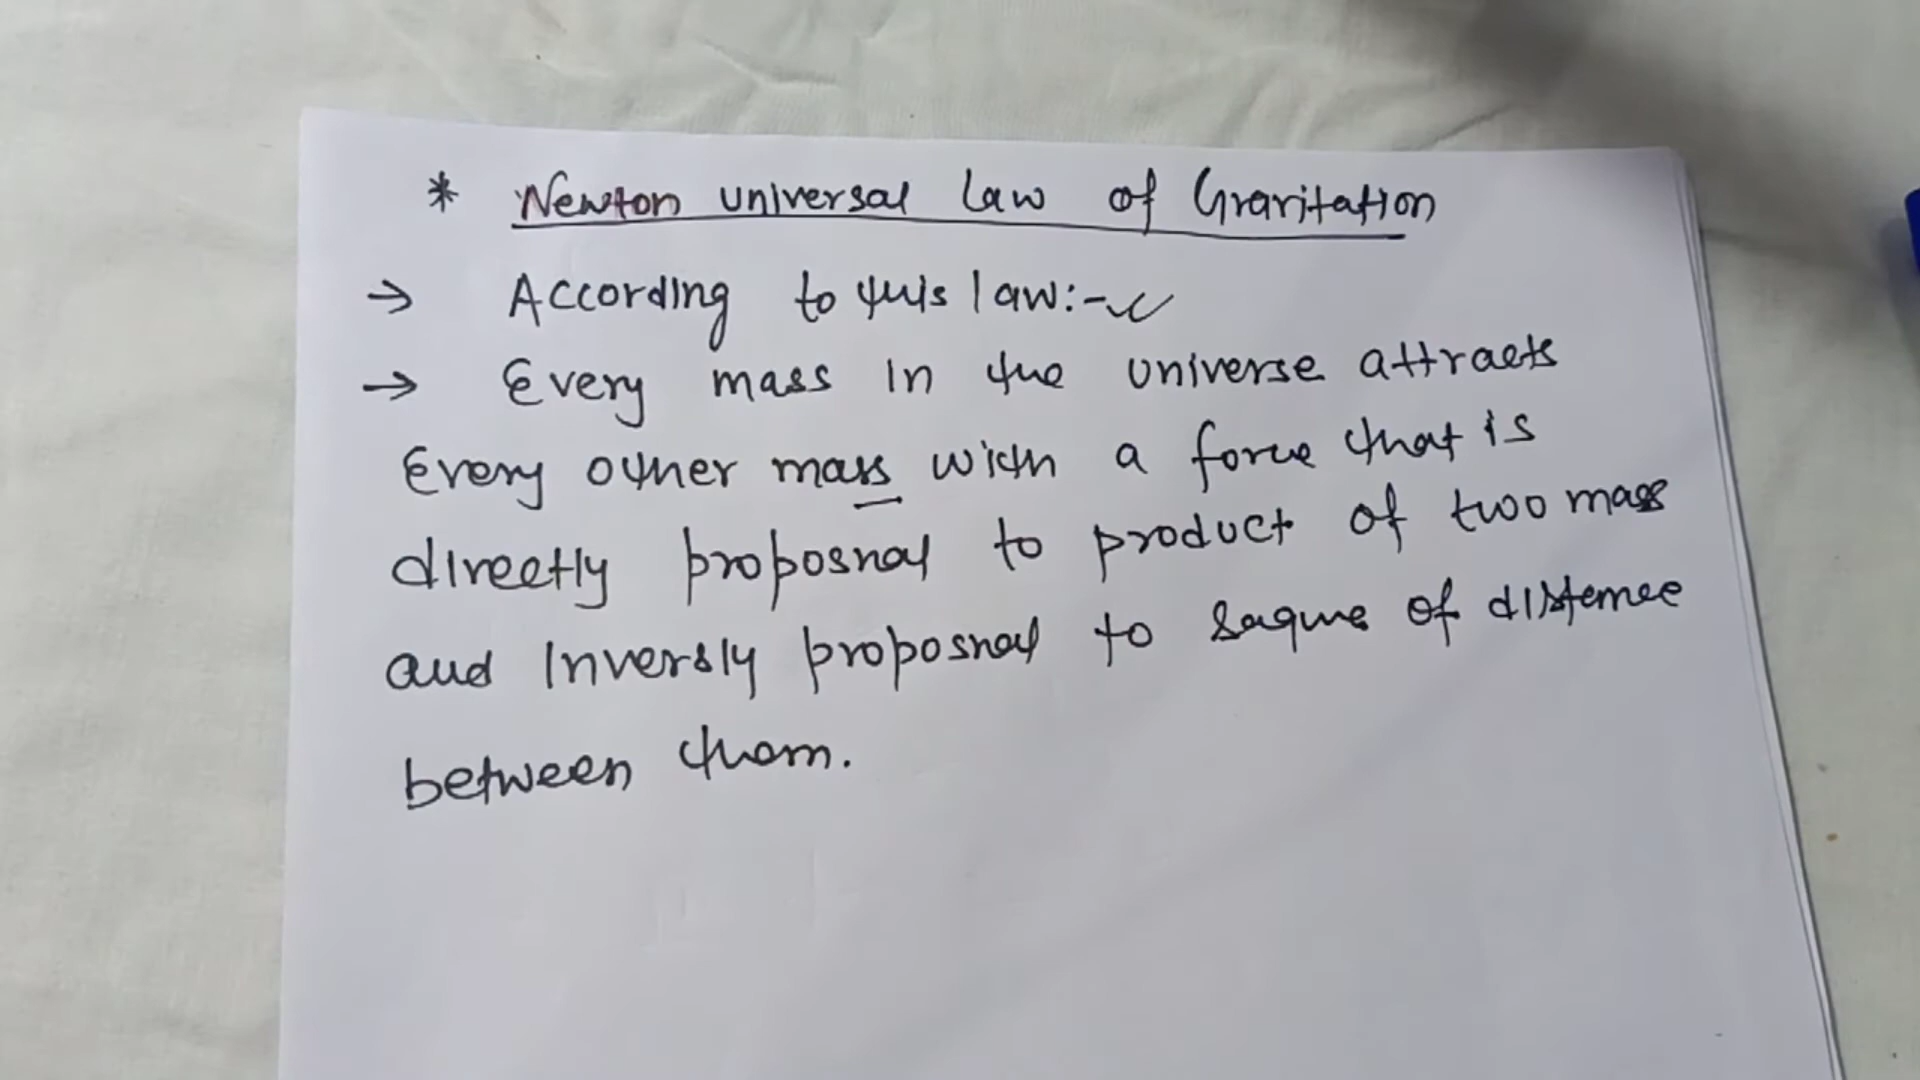 * Newton universal Law of Gravitation
→ According to this law:-
→ Every mass in the universe attracts
Every other mass with a force that is
directly proposnal to product of two mass
and Inversly proposnal to saqure of distence
between them.